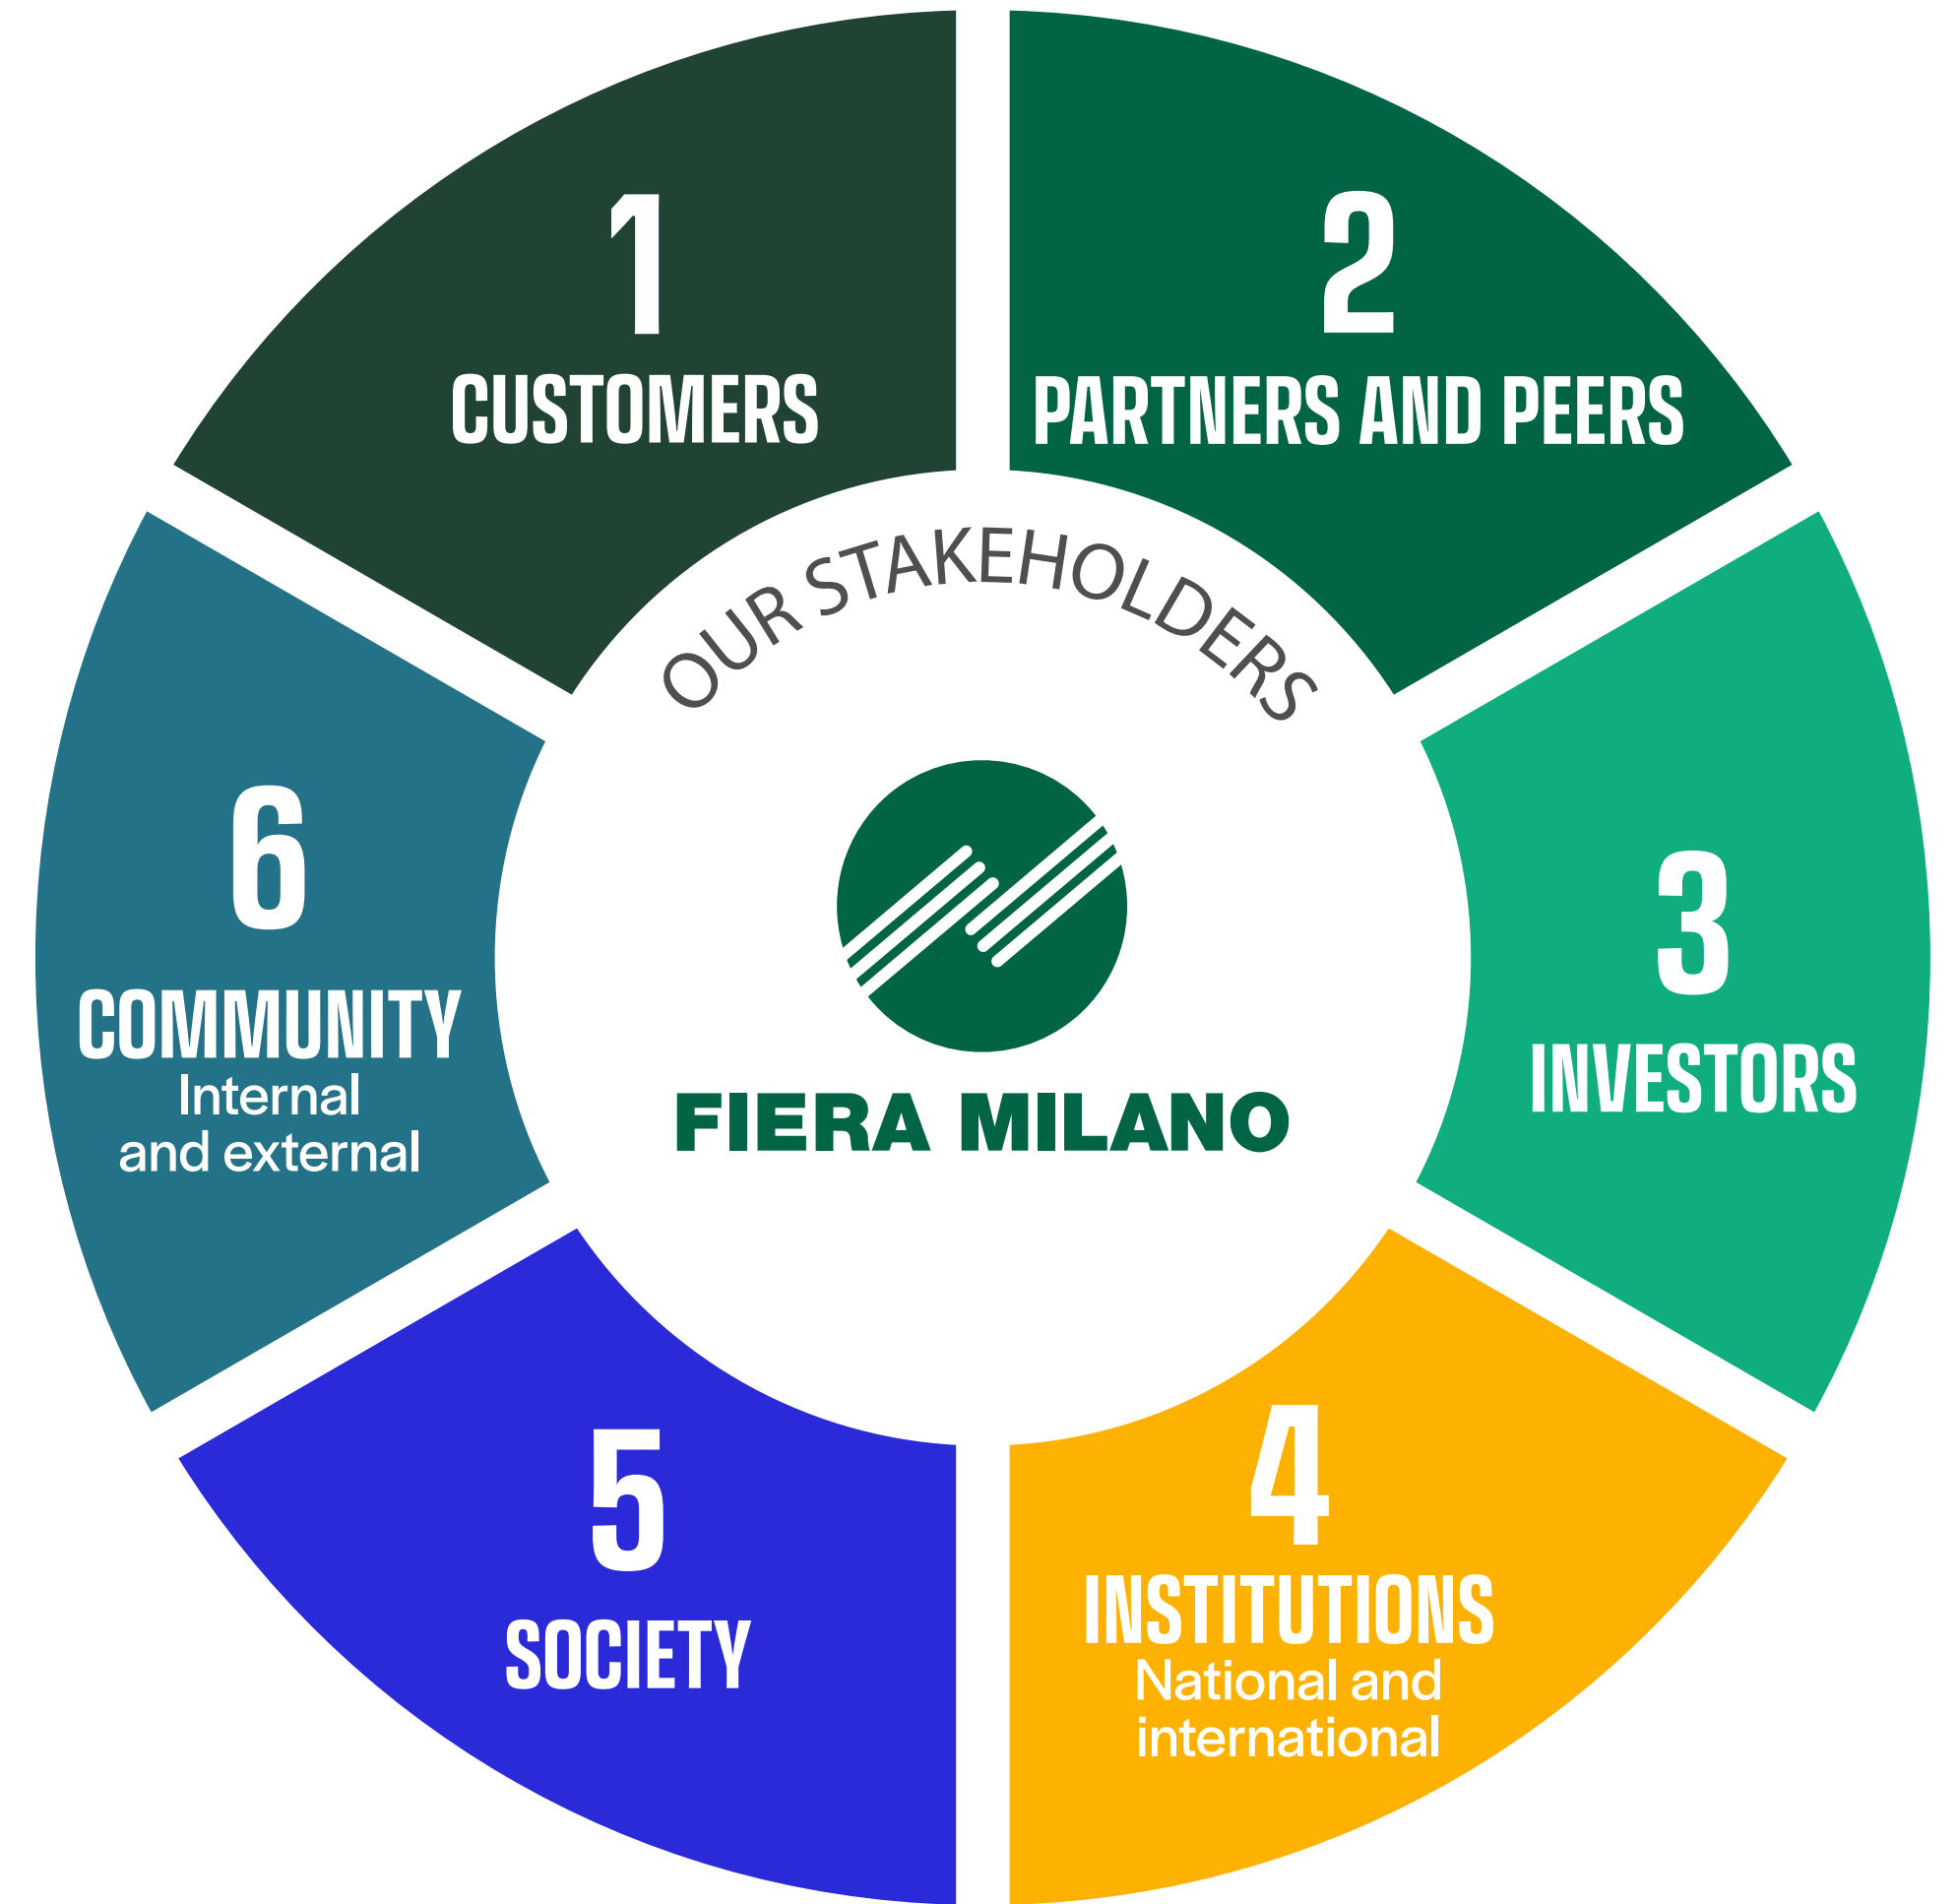 1
CUSTOMERS
2
PARTNERS AND PEERS
OUR STAKEHOLDERS
FIERA MILANO
3
INVESTORS
4
INSTITUTIONS
National and
international
5
SOCIETY
6
COMMUNITY
Internal
and external